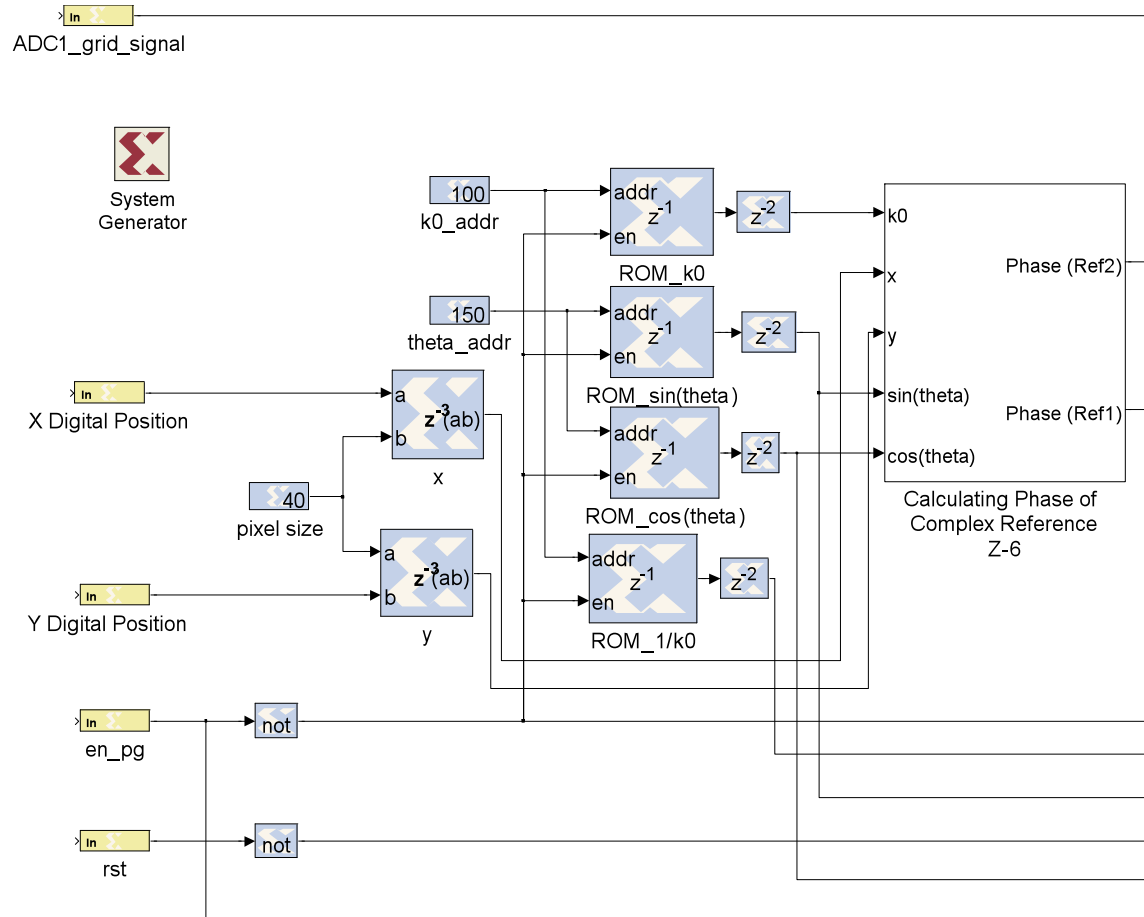 In
ADC1_grid_signal
System
Generator
100
k0_addr
addr
z-1
en
ROM_k0
z-2
k0
x
y
sin(theta)
cos(theta)
Phase (Ref2)
Phase (Ref1)
Calculating Phase of
Complex Reference
Z-6
150
theta_addr
addr
z-1
en
ROM_sin(theta)
z-2
In
X Digital Position
a
b
z-3(ab)
x
addr
z-1
en
ROM_cos(theta)
z-2
40
pixel size
a
b
z-3(ab)
y
addr
z-1
en
ROM_1/k0
z-2
In
Y Digital Position
In
en_pg
not
In
rst
not